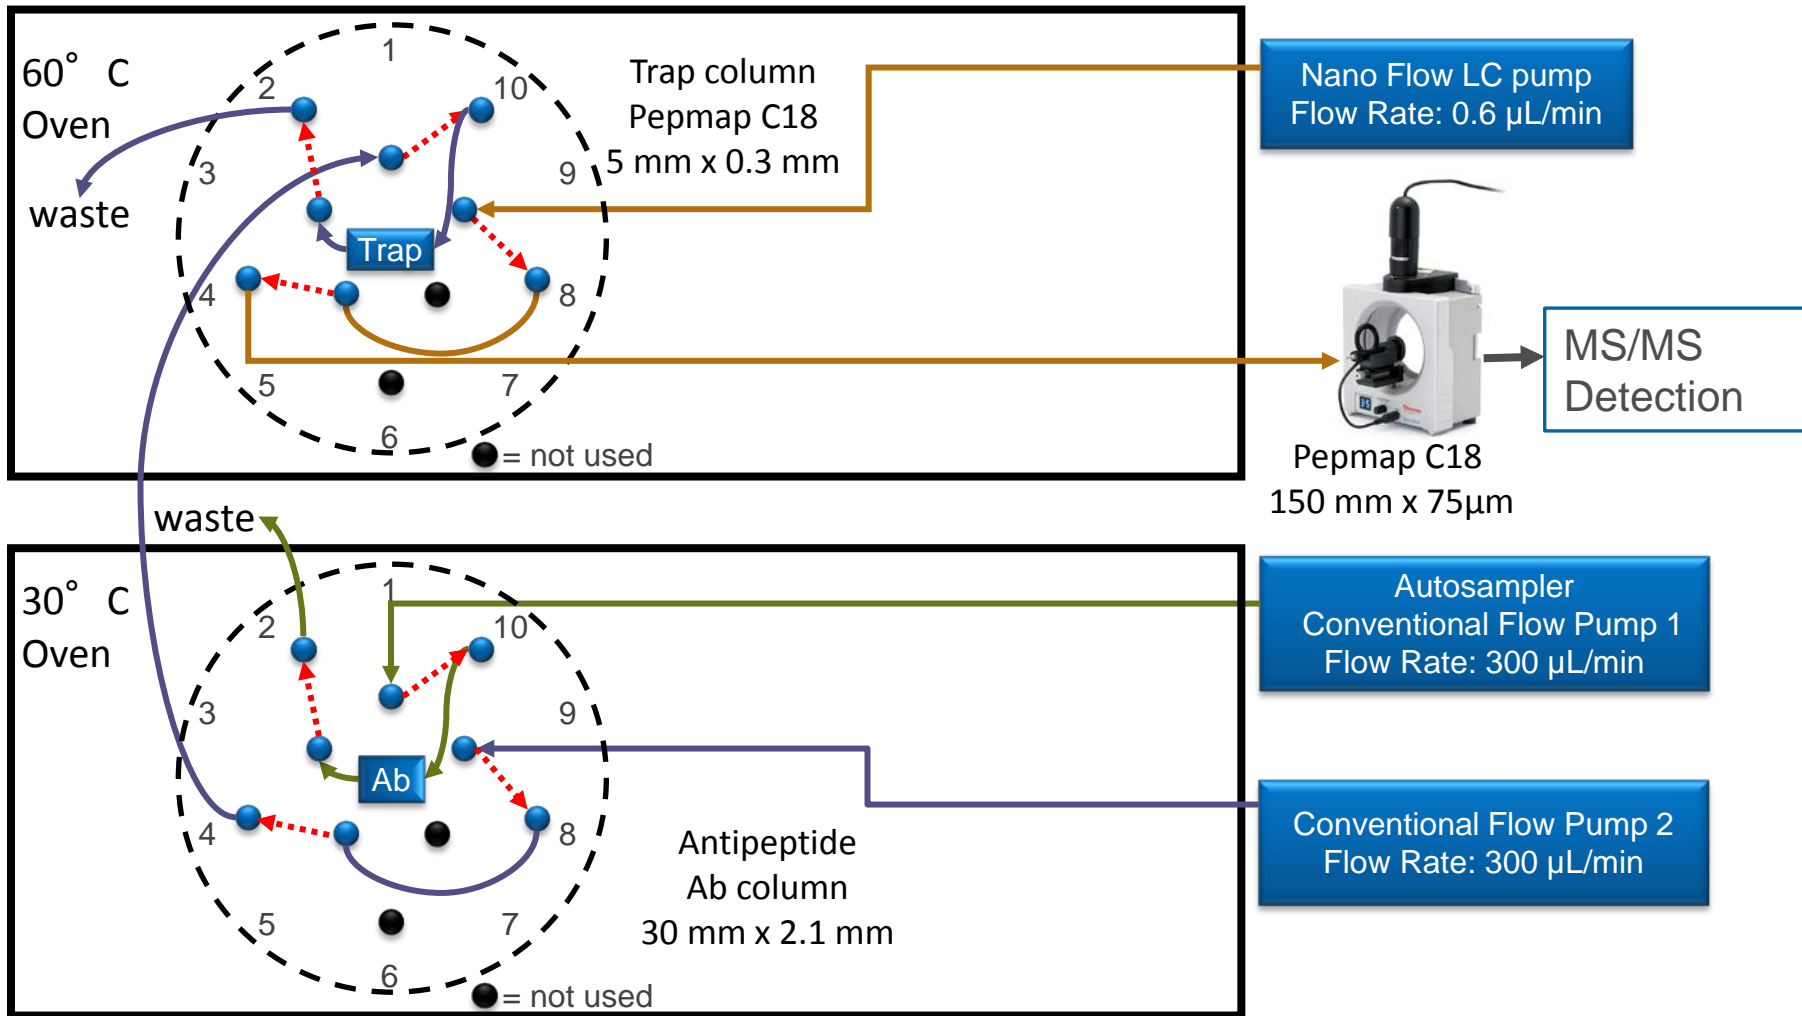 60° C
Oven
1
2
3
4
5
6
7
8
9
10
waste
Trap
= not used
Trap column
Pepmap C18
5 mm x 0.3 mm
Nano Flow LC pump
Flow Rate: 0.6 µL/min
MS/MS
Detection
Pepmap C18
150 mm x 75µm
waste
30° C
Oven
1
2
3
4
5
6
7
8
9
10
Ab
= not used
Antipeptide
Ab column
30 mm x 2.1 mm
Autosampler
Conventional Flow Pump 1
Flow Rate: 300 µL/min
Conventional Flow Pump 2
Flow Rate: 300 µL/min